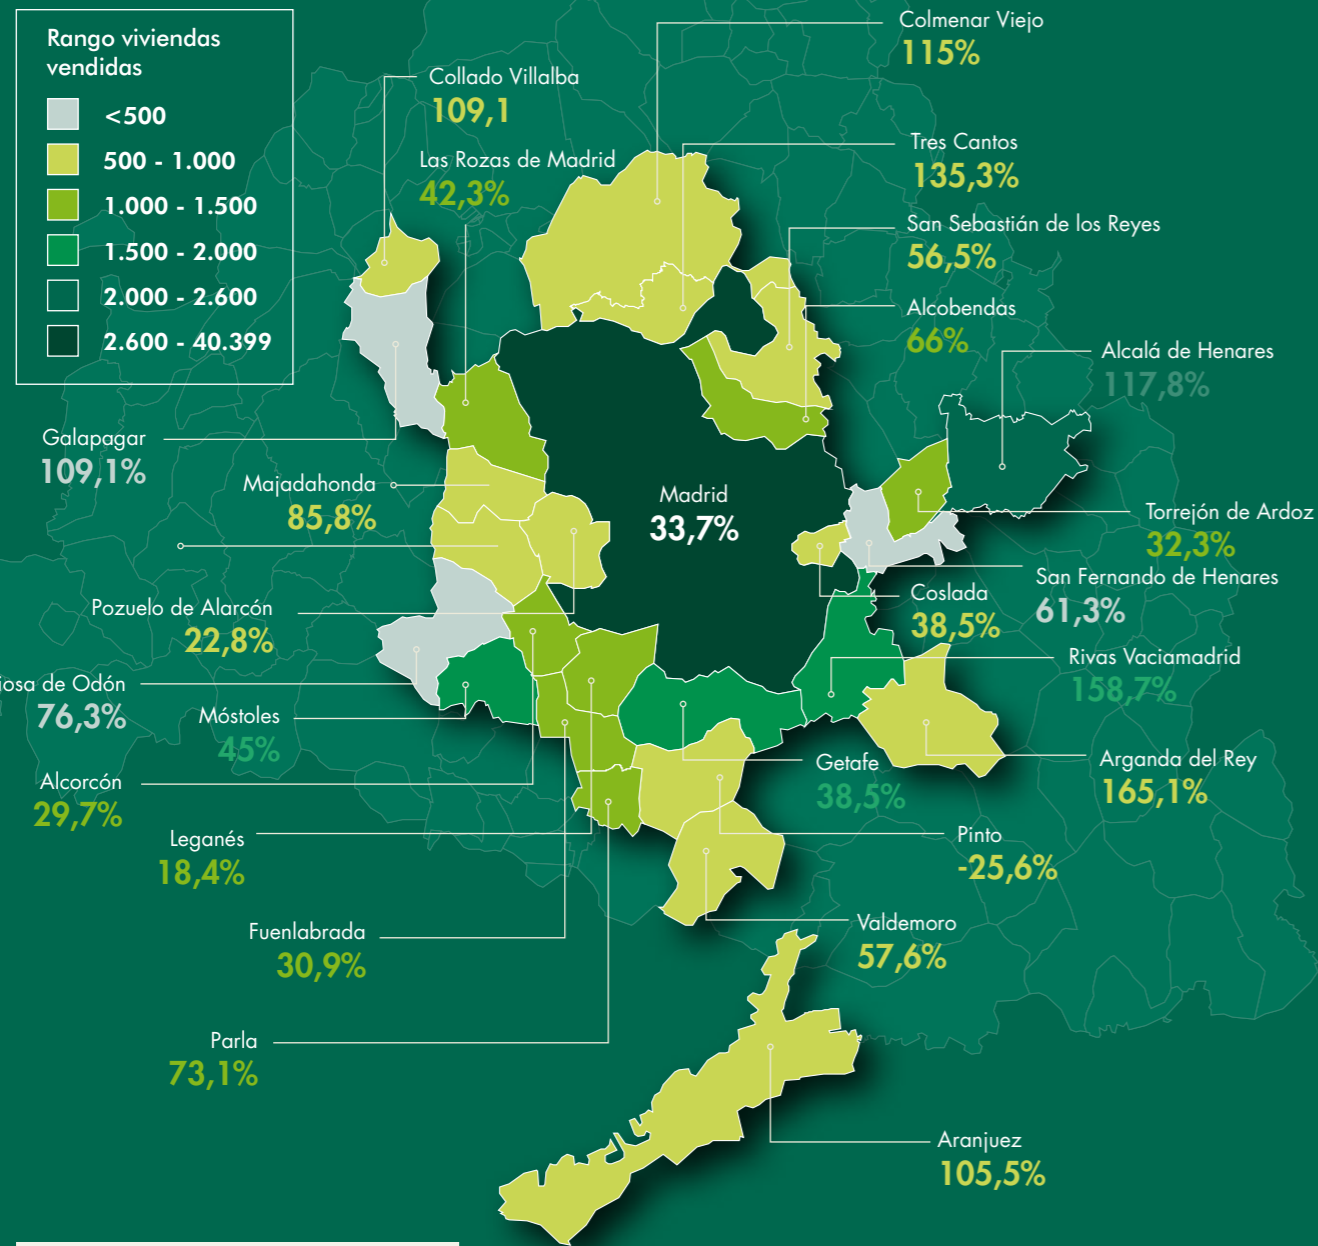 Rango viviendas
vendidas
<500
500 - 1.000
1.000 - 1.500
1.500 - 2.000
2.000 - 2.600
2.600 - 40.399
Colmenar Viejo
115%
Collado Villalba
109,1
Tres Cantos
135,3%
Las Rozas de Madrid
42,3%
San Sebastián de los Reyes
56,5%
Alcobendas
66%
Alcalá de Henares
117,8%
Galapagar
109,1%
Majadahonda
85,8%
Madrid
33,7%
Torrejón de Ardoz
32,3%
San Fernando de Henares
61,3%
Coslada
38,5%
Pozuelo de Alarcón
22,8%
Rivas Vaciamadrid
158,7%
de Odón
76,3%
Móstoles
45%
Getafe
38,5%
Arganda del Rey
165,1%
Alcorcón
29,7%
Leganés
18,4%
Pinto
-25,6%
Fuenlabrada
30,9%
Valdemoro
57,6%
Parla
73,1%
Aranjuez
105,5%